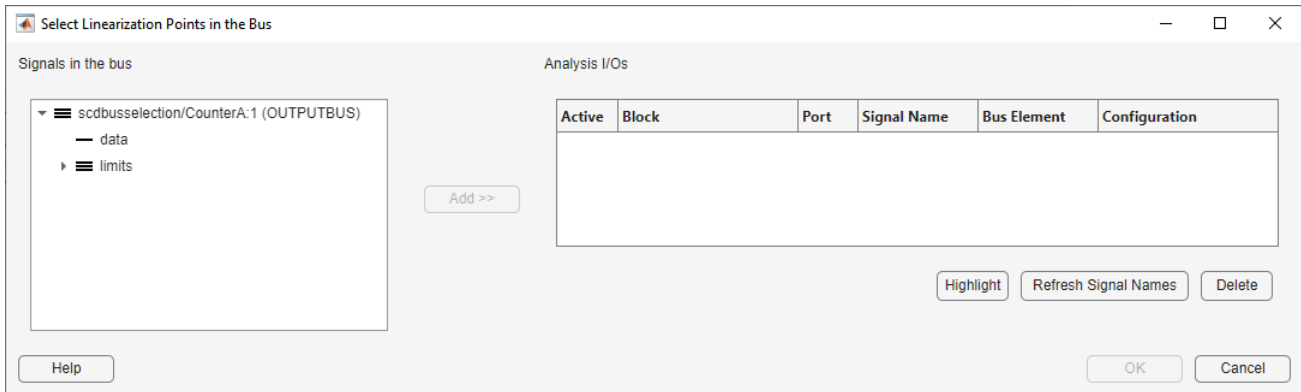 Select Linearization Points in the Bus
Signals in the bus
Analysis I/Os
scdbusselection/CounterA:1 (OUTPUTBUS)
data
limits
Add >>
Active Block Port Signal Name Bus Element Configuration
Highlight Refresh Signal Names Delete
Help OK Cancel